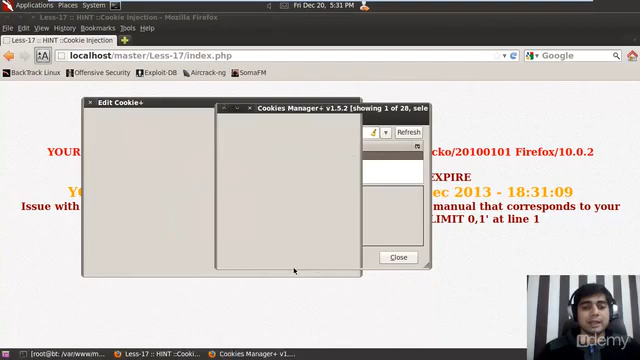 Applications Places System Fri Dec 20, 5:31 PM
Less-17 :: HINT ::Cookie Injection - Mozilla Firefox
File Edit View History Bookmarks Tools Help
Less-17 :: HINT ::Cookie Injection
localhost/master/Less-17/index.php
Google
BackTrack Linux Offensive Security Exploit-DB Aircrack-ng SomaFM
Edit Cookie+
Cookies Manager+ v1.5.2 [showing 1 of 28, sele
Refresh
YOUR cko/20100101 Firefox/10.0.2
EXPIRE
YO ec 2013 - 18:31:09
Issue with manual that corresponds to your
LIMIT 0,1' at line 1
Close
udemy
[root@bt: /var/www/m... Less-17 :: HINT ::Cooki... Cookies Manager+ v1....